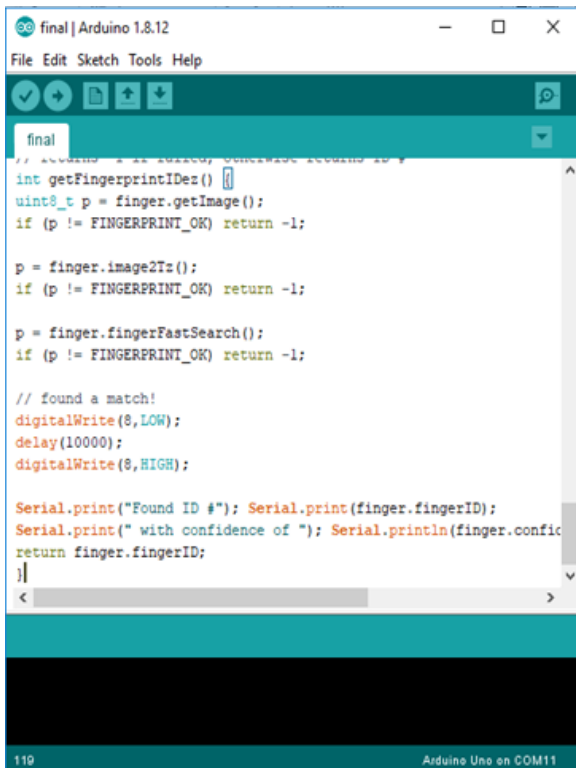 final | Arduino 1.8.12
File Edit Sketch Tools Help
final
int getFingerprintIDez() {
uint8_t p = finger.getImage();
if (p != FINGERPRINT_OK) return -1;
p = finger.image2Tz();
if (p != FINGERPRINT_OK) return -1;
p = finger.fingerFastSearch();
if (p != FINGERPRINT_OK) return -1;
// found a match!
digitalWrite(8,LOW);
delay(10000);
digitalWrite(8,HIGH);
Serial.print("Found ID #"); Serial.print(finger.fingerID);
Serial.print(" with confidence of "); Serial.println(finger.confid
return finger.fingerID;
}
119
Arduino Uno on COM11